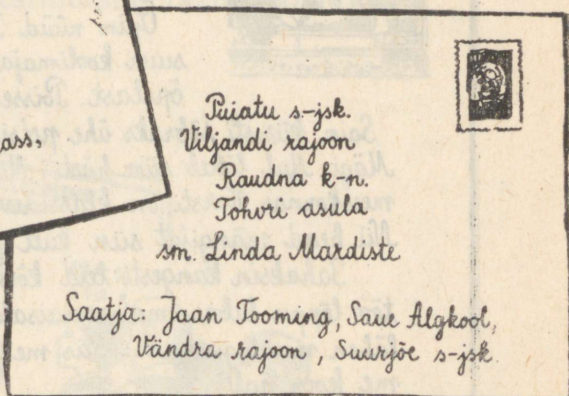 ass,
Puiatu s-jsk.
Viljandi rajoon
Raudna k-n.
Tohvri asula
sm. Linda Mardiste
Saatja: Jaan Tooming, Saue Algkool,
Vändra rajoon, Suurjõe s-jsk